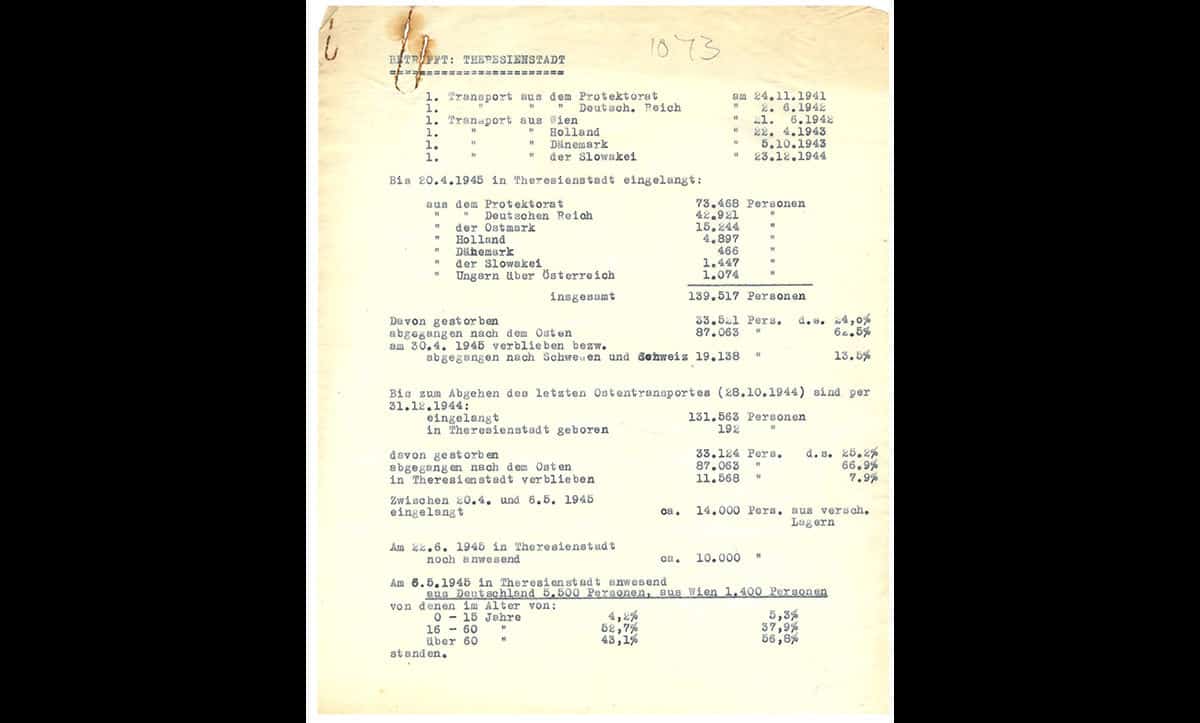 1073
BETRIFFT: THERESIENSTADT
========================
1. Transport aus dem Protektorat am 24.11.1941
1. " " " Deutsch. Reich " 2. 6.1942
1. Transport aus Wien " 21. 6.1942
1. " " Holland " 22. 4.1943
1. " " Dänemark " 5.10.1943
1. " " der Slowakei " 23.12.1944
Bis 20.4.1945 in Theresienstadt eingelangt:
aus dem Protektorat 73.468 Personen
" " Deutschen Reich 42.921 "
" der Ostmark 15.244 "
" Holland 4.897 "
" Dänemark 466 "
" der Slowakei 1.447 "
" Ungarn über Österreich 1.074 "
insgesamt 139.517 Personen
Davon gestorben 33.521 Pers. d.s. 24,0%
abgegangen nach dem Osten 87.063 " 62.5%
am 30.4. 1945 verblieben bezw.
abgegangen nach Schweden und Schweiz 19.138 " 13.5%
Bis zum Abgehen des letzten Ostentransportes (28.10.1944) sind per
31.12.1944:
eingelangt 131.563 Personen
in Theresienstadt geboren 192 "
davon gestorben 33.124 Pers. d.s. 25.2%
abgegangen nach dem Osten 87.063 " 66.9%
in Theresienstadt verblieben 11.568 " 7.9%
Zwischen 20.4. und 6.5. 1945
eingelangt ca. 14.000 Pers. aus versch.
Lagern
Am 22.6. 1945 in Theresienstadt
noch anwesend ca. 10.000 "
Am 6.5.1945 in Theresienstadt anwesend
aus Deutschland 5.500 Personen, aus Wien 1.400 Personen
von denen im Alter von:
0 - 15 Jahre 4,2% 5,3%
16 - 60 " 52,7% 37,9%
über 60 " 43,1% 56,8%
standen.